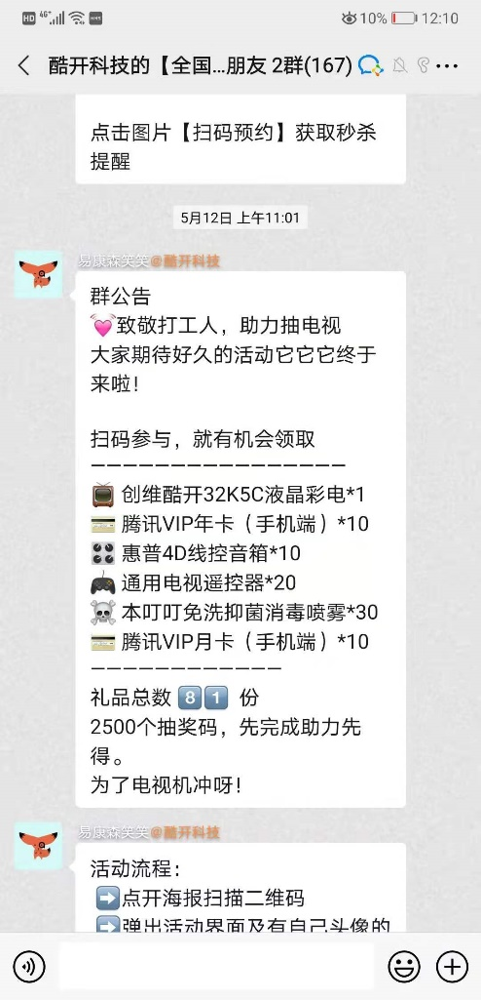 HD 46 HMS 10% 12:10
酷开科技的【全国...朋友 2群(167)
点击图片【扫码预约】获取秒杀
提醒
5月12日 上午11:01
易康森笑笑@酷开科技
群公告
💓致敬打工人，助力抽电视
大家期待好久的活动它它它终于
来啦！
扫码参与，就有机会领取
————————————————
📺 创维酷开32K5C液晶彩电*1
💳 腾讯VIP年卡（手机端）*10
🎛 惠普4D线控音箱*10
🎮 通用电视遥控器*20
☠ 本叮叮免洗抑菌消毒喷雾*30
💳 腾讯VIP月卡（手机端）*10
————————————
礼品总数 8️⃣1️⃣ 份
2500个抽奖码，先完成助力先
得。
为了电视机冲呀！
易康森笑笑@酷开科技
活动流程：
➡️点开海报扫描二维码
➡️弹出活动界面及有自己头像的